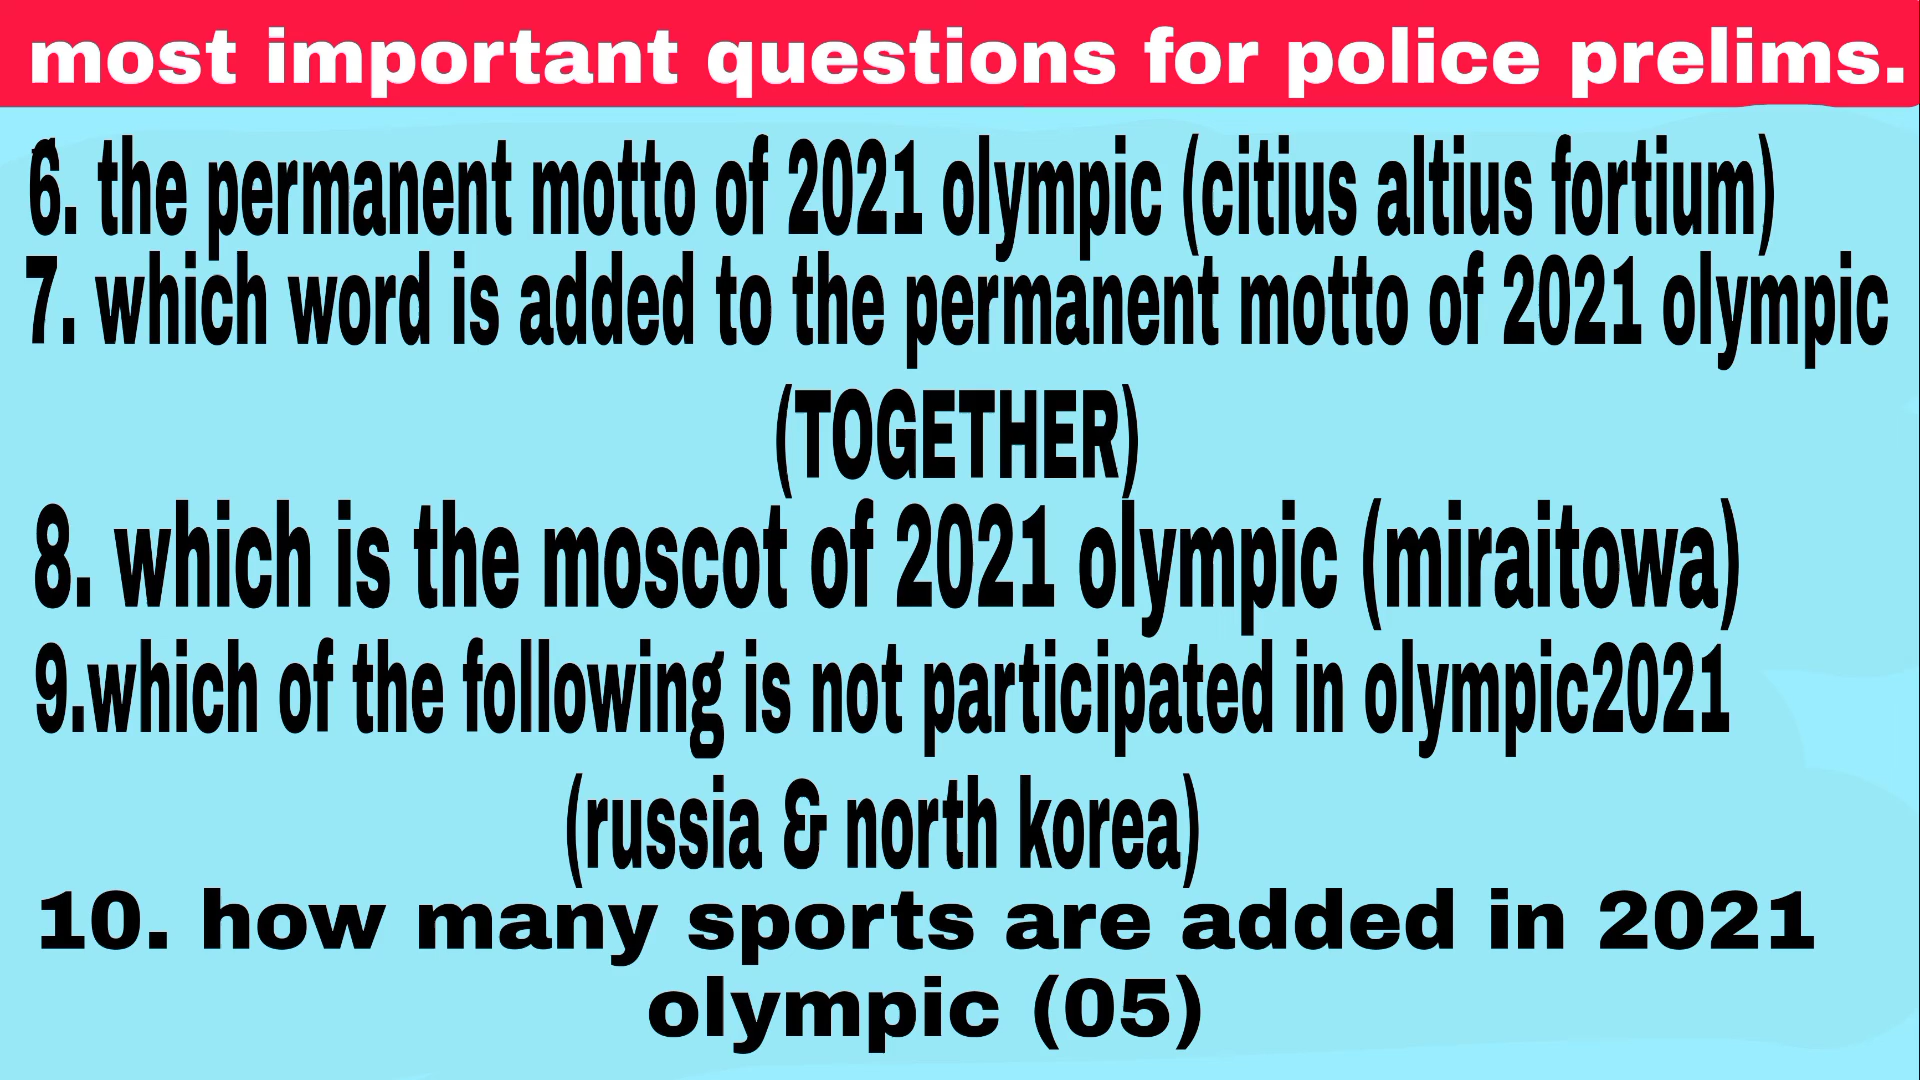 most important questions for police prelims.
6. the permanent motto of 2021 olympic (citius altius fortium)
7. which word is added to the permanent motto of 2021 olympic
(TOGETHER)
8. which is the moscot of 2021 olympic (miraitowa)
9.which of the following is not participated in olympic2021
(russia & north korea)
10. how many sports are added in 2021
olympic (05)